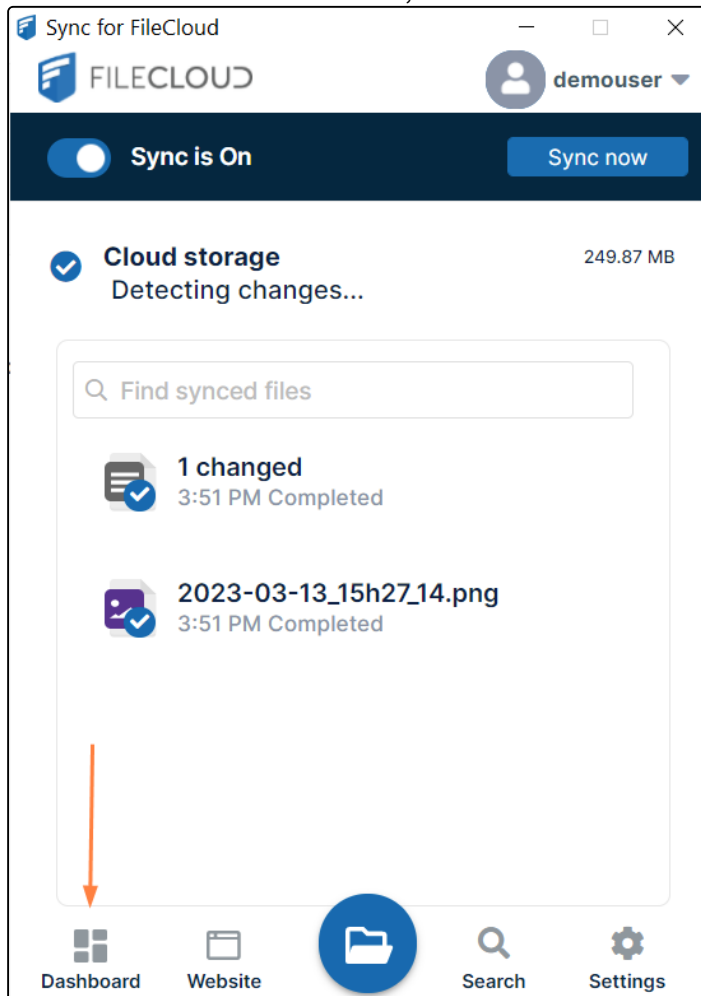 Sync for FileCloud
FILECLOUD
demouser
Sync is On
Sync now
Cloud storage
249.87 MB
Detecting changes...
Find synced files
1 changed
3:51 PM Completed
2023-03-13_15h27_14.png
3:51 PM Completed
Dashboard
Website
Search
Settings